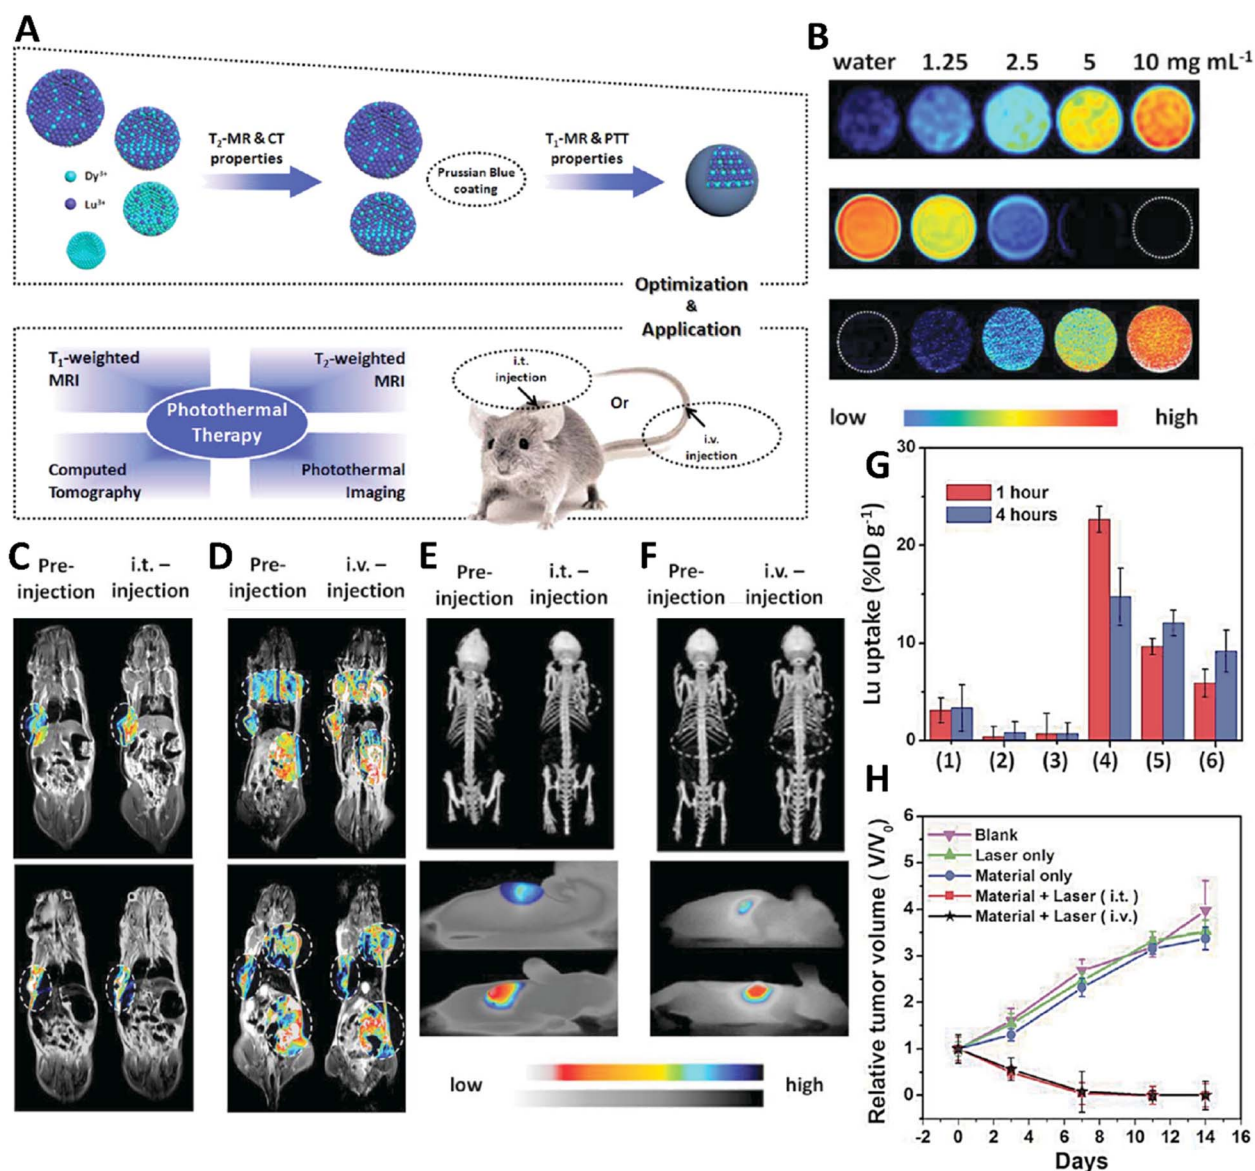 A
T₂-MR & CT
properties
Dy³⁺
Lu³⁺
Prussian Blue
coating
T₁-MR & PTT
properties
Optimization
&
Application
T₁-weighted
MRI
T₂-weighted
MRI
Photothermal
Therapy
Computed
Tomography
Photothermal
Imaging
i.t.
injection
Or
i.v.
injection
B
water 1.25 2.5 5 10 mg mL⁻¹
low high
C
Pre-
injection
i.t. –
injection
D
Pre-
injection
i.v. –
injection
E
Pre-
injection
i.t. –
injection
F
Pre-
injection
i.v. –
injection
low high
G
Lu uptake (%ID g⁻¹)
30
20
10
0
1 hour
4 hours
(1) (2) (3) (4) (5) (6)
H
Relative tumor volume ( V/V₀)
6
5
4
3
2
1
0
Blank
Laser only
Material only
Material + Laser ( i.t. )
Material + Laser ( i.v.)
-2 0 2 4 6 8 10 12 14 16
Days